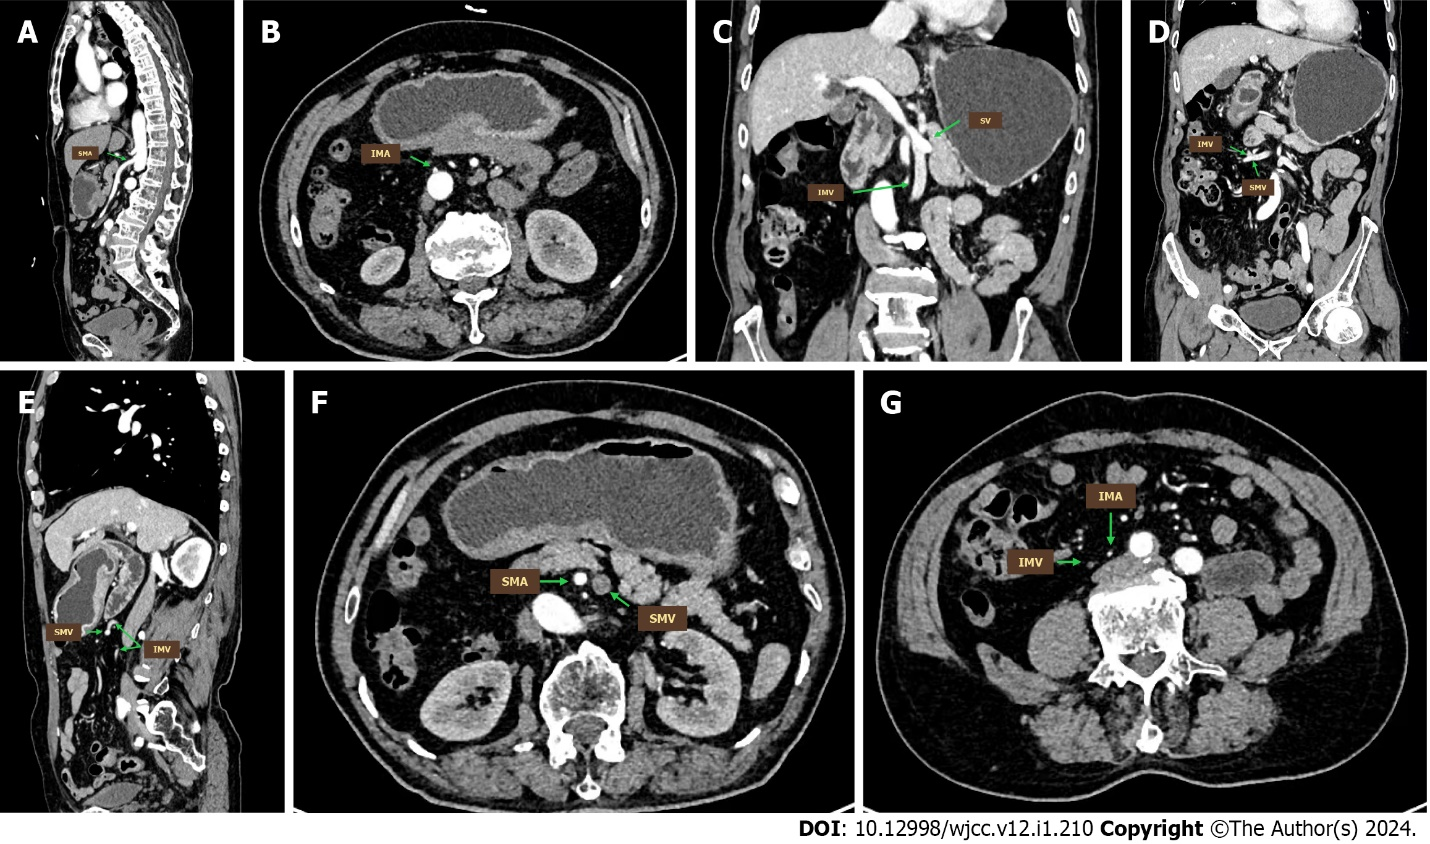 A
SMA
B
IMA
C
SV
IMV
D
IMV
SMV
E
SMV
IMV
F
SMA
SMV
G
IMA
IMV
DOI: 10.12998/wjcc.v12.i1.210 Copyright ©The Author(s) 2024.